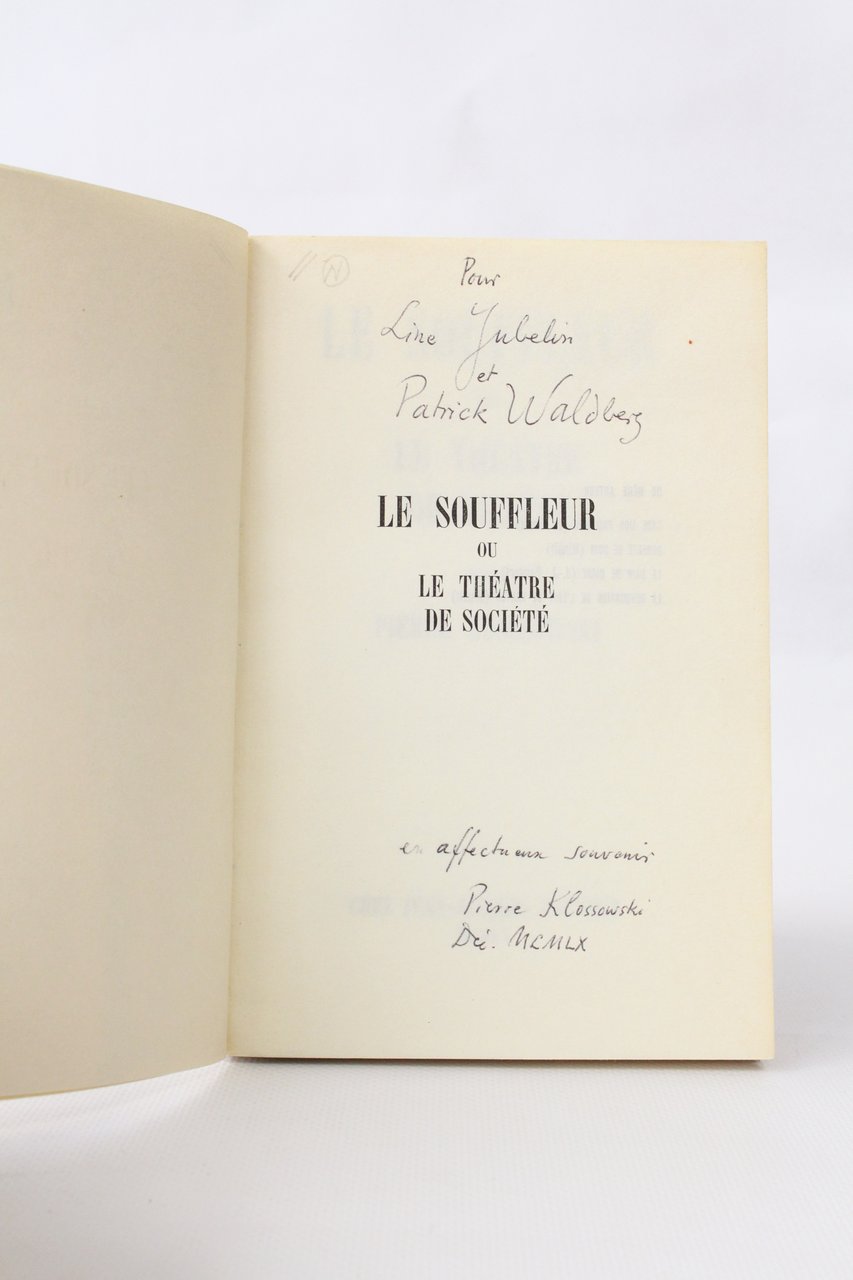 Pour
Line Jubelin
et
Patrick Waldberg
LE SOUFFLEUR
OU
LE THÉATRE
DE SOCIÉTÉ
en affectueux souvenir
Pierre Klossowski
Déc. MCMLX